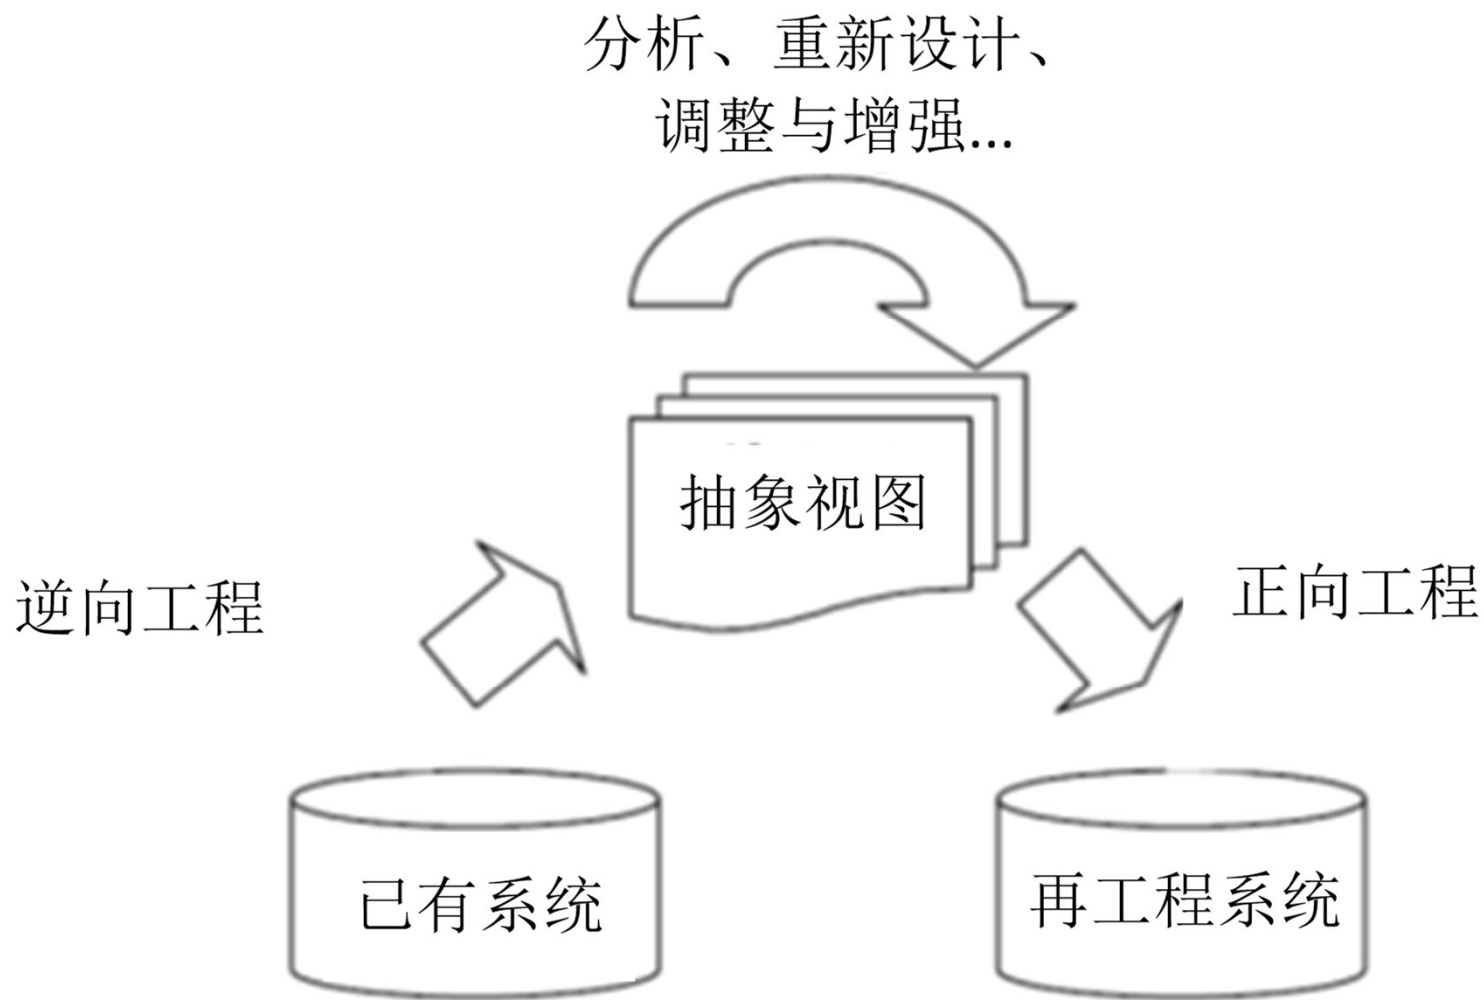 分析、重新设计、
调整与增强...
抽象视图
逆向工程
正向工程
已有系统
再工程系统